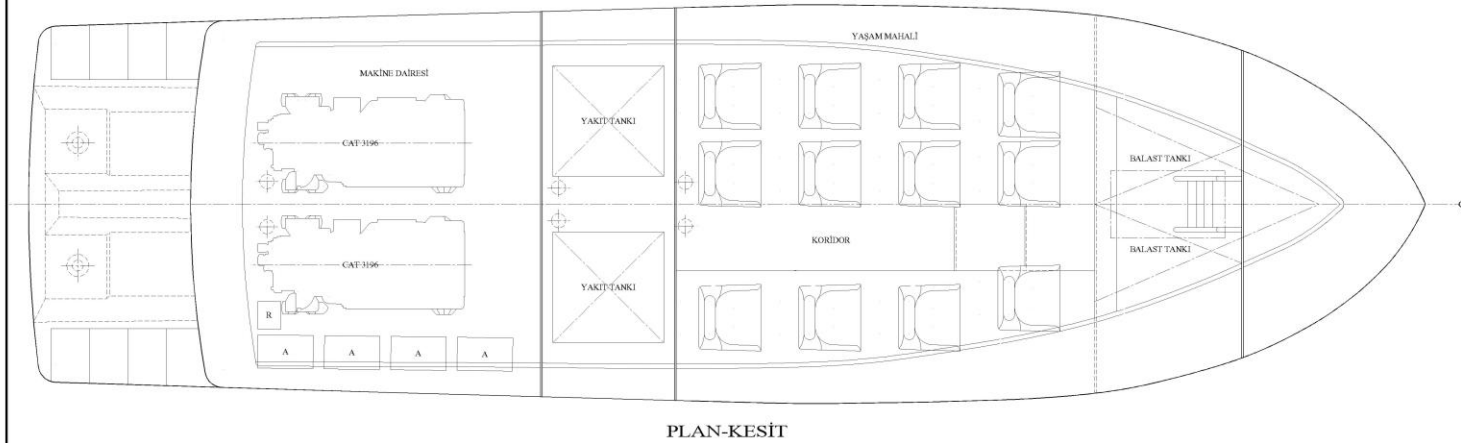 YAŞAM MAHALİ
MAKİNE DAİRESİ
CAT 3196
YAKIT TANKI
BALAST TANKI
KORİDOR
BALAST TANKI
CAT 3196
YAKIT TANKI
R
A A A A
PLAN-KESİT